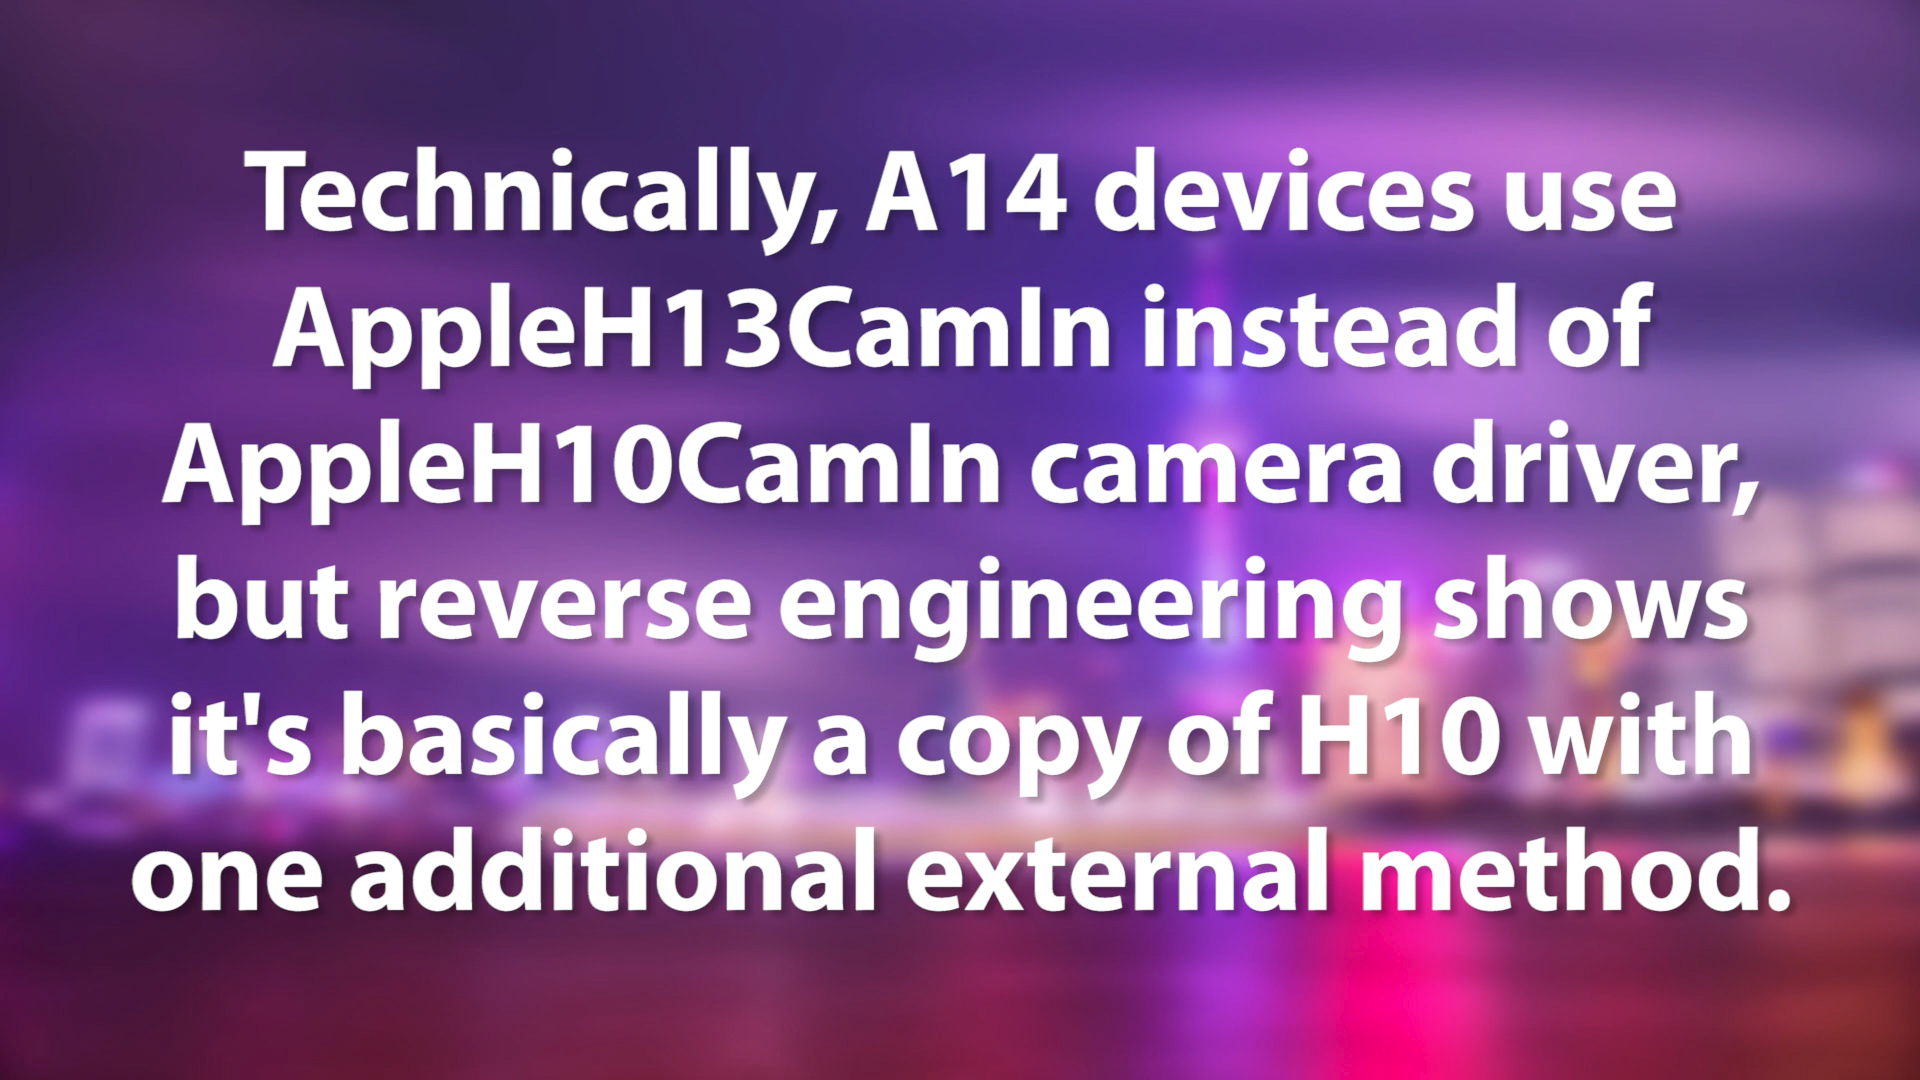 Technically, A14 devices use
AppleH13CamIn instead of
AppleH10CamIn camera driver,
but reverse engineering shows
it's basically a copy of H10 with
one additional external method.